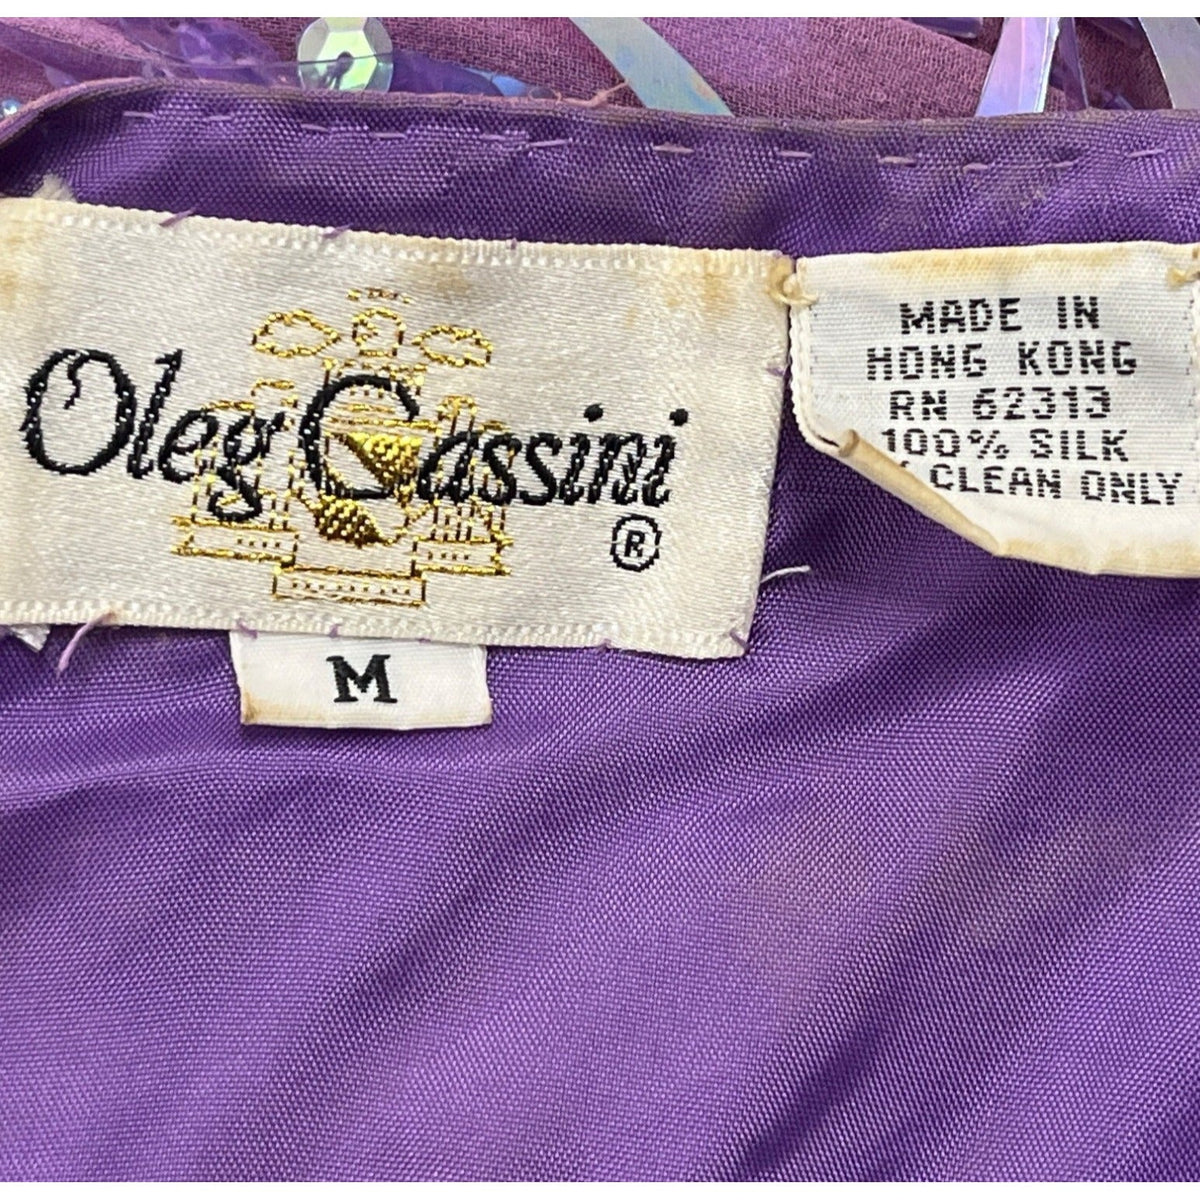 Oleg Cassini
®
M
MADE IN
HONG KONG
RN 62313
100% SILK
CLEAN ONLY